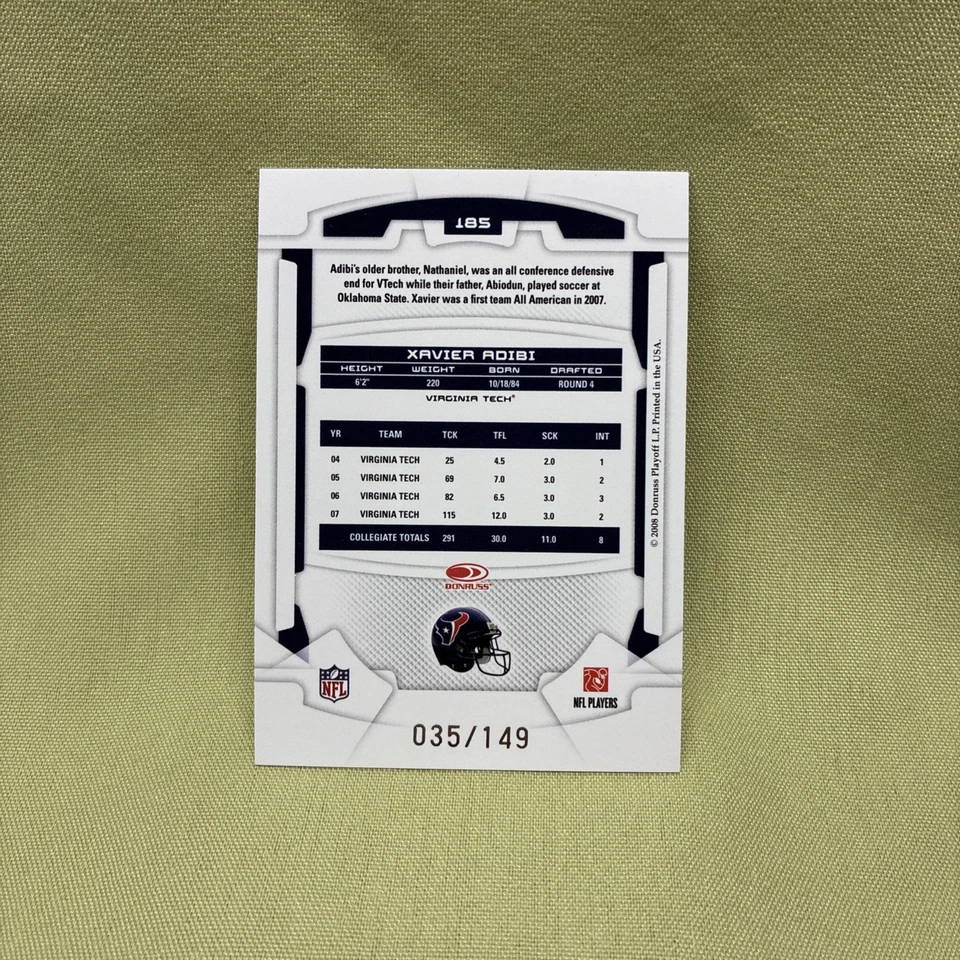 185
Adibi's older brother, Nathaniel, was an all conference defensive
end for VTech while their father, Abiodun, played soccer at
Oklahoma State. Xavier was a first team All American in 2007.
XAVIER ADIBI
HEIGHT WEIGHT BORN DRAFTED
6'2" 220 10/18/84 ROUND 4
VIRGINIA TECH®
YR TEAM TCK TFL SCK INT
04 VIRGINIA TECH 25 4.5 2.0 1
05 VIRGINIA TECH 69 7.0 3.0 2
06 VIRGINIA TECH 82 6.5 3.0 3
07 VIRGINIA TECH 115 12.0 3.0 2
COLLEGIATE TOTALS 291 30.0 11.0 8
© 2008 Donruss Playoff L.P. Printed in the USA.
DONRUSS
NFL
NFL PLAYERS
035/149